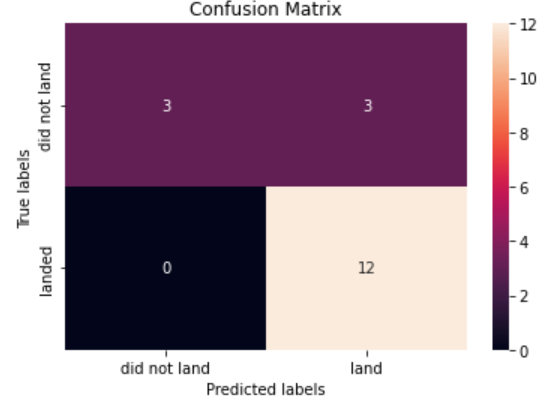 Confusion Matrix
12
3 3
did not land
10
8
True labels
6
4
0 12
landed
2
0
did not land land
Predicted labels